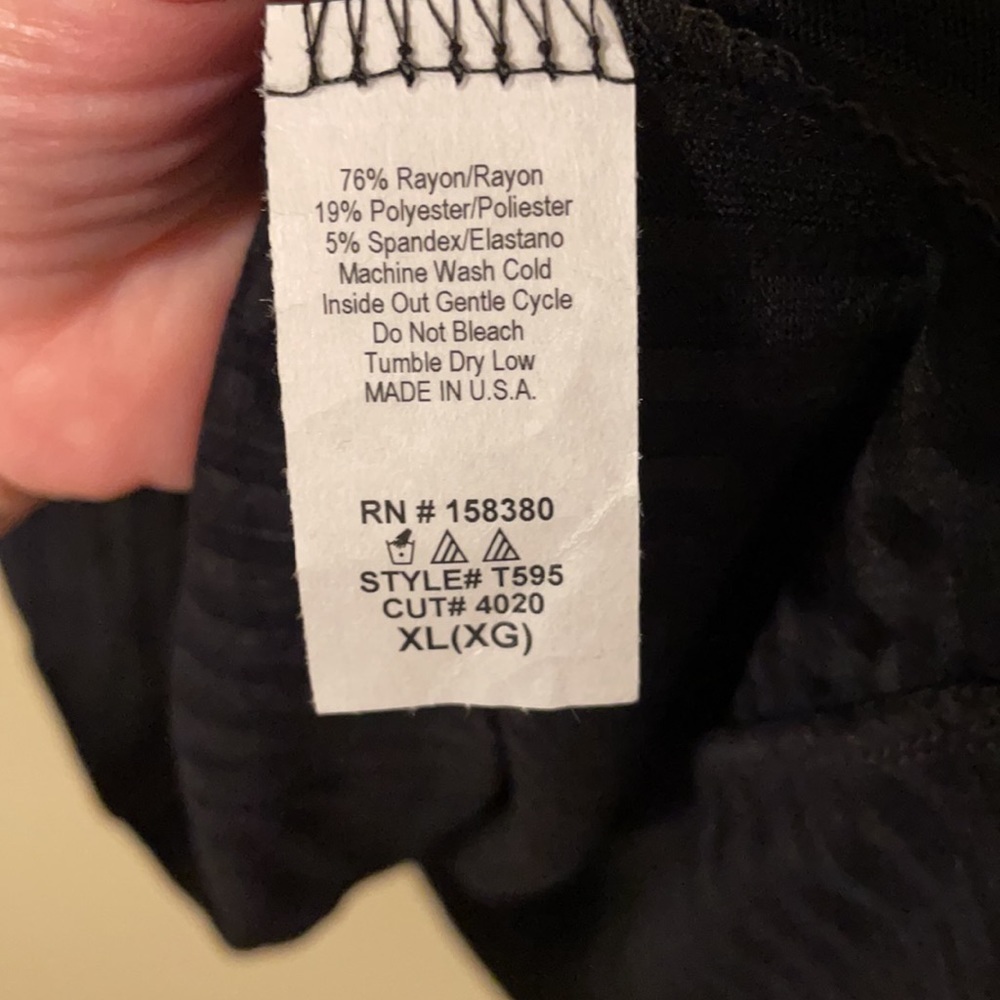 76% Rayon/Rayon
19% Polyester/Poliester
5% Spandex/Elastano
Machine Wash Cold
Inside Out Gentle Cycle
Do Not Bleach
Tumble Dry Low
MADE IN U.S.A.
RN # 158380
STYLE# T595
CUT# 4020
XL(XG)